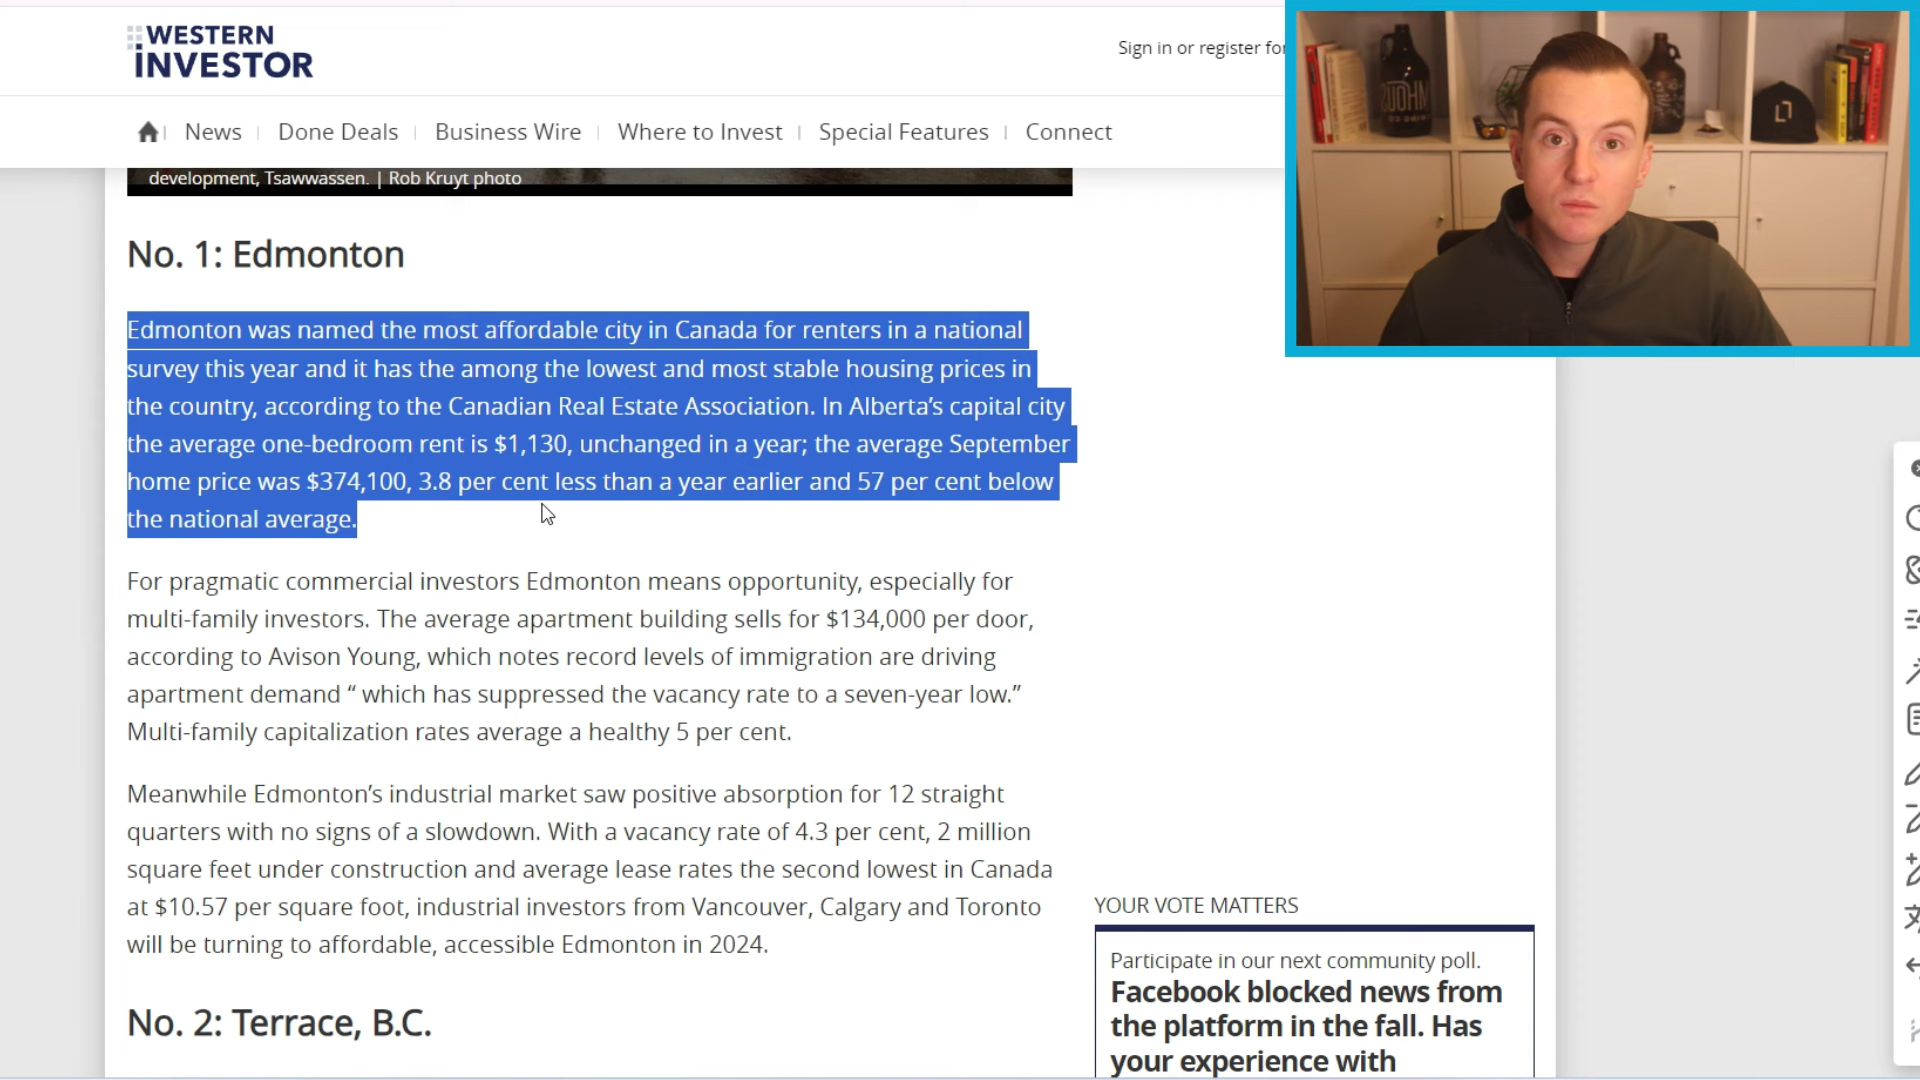 WESTERN
iNVESTOR
Sign in or register for
News
Done Deals
Business Wire
Where to Invest
Special Features
Connect
development, Tsawwassen. | Rob Kruyt photo
No. 1: Edmonton
Edmonton was named the most affordable city in Canada for renters in a national
survey this year and it has the among the lowest and most stable housing prices in
the country, according to the Canadian Real Estate Association. In Alberta’s capital city
the average one-bedroom rent is $1,130, unchanged in a year; the average September
home price was $374,100, 3.8 per cent less than a year earlier and 57 per cent below
the national average.
For pragmatic commercial investors Edmonton means opportunity, especially for
multi-family investors. The average apartment building sells for $134,000 per door,
according to Avison Young, which notes record levels of immigration are driving
apartment demand “ which has suppressed the vacancy rate to a seven-year low.”
Multi-family capitalization rates average a healthy 5 per cent.
Meanwhile Edmonton’s industrial market saw positive absorption for 12 straight
quarters with no signs of a slowdown. With a vacancy rate of 4.3 per cent, 2 million
square feet under construction and average lease rates the second lowest in Canada
at $10.57 per square foot, industrial investors from Vancouver, Calgary and Toronto
will be turning to affordable, accessible Edmonton in 2024.
No. 2: Terrace, B.C.
YOUR VOTE MATTERS
Participate in our next community poll.
Facebook blocked news from
the platform in the fall. Has
your experience with